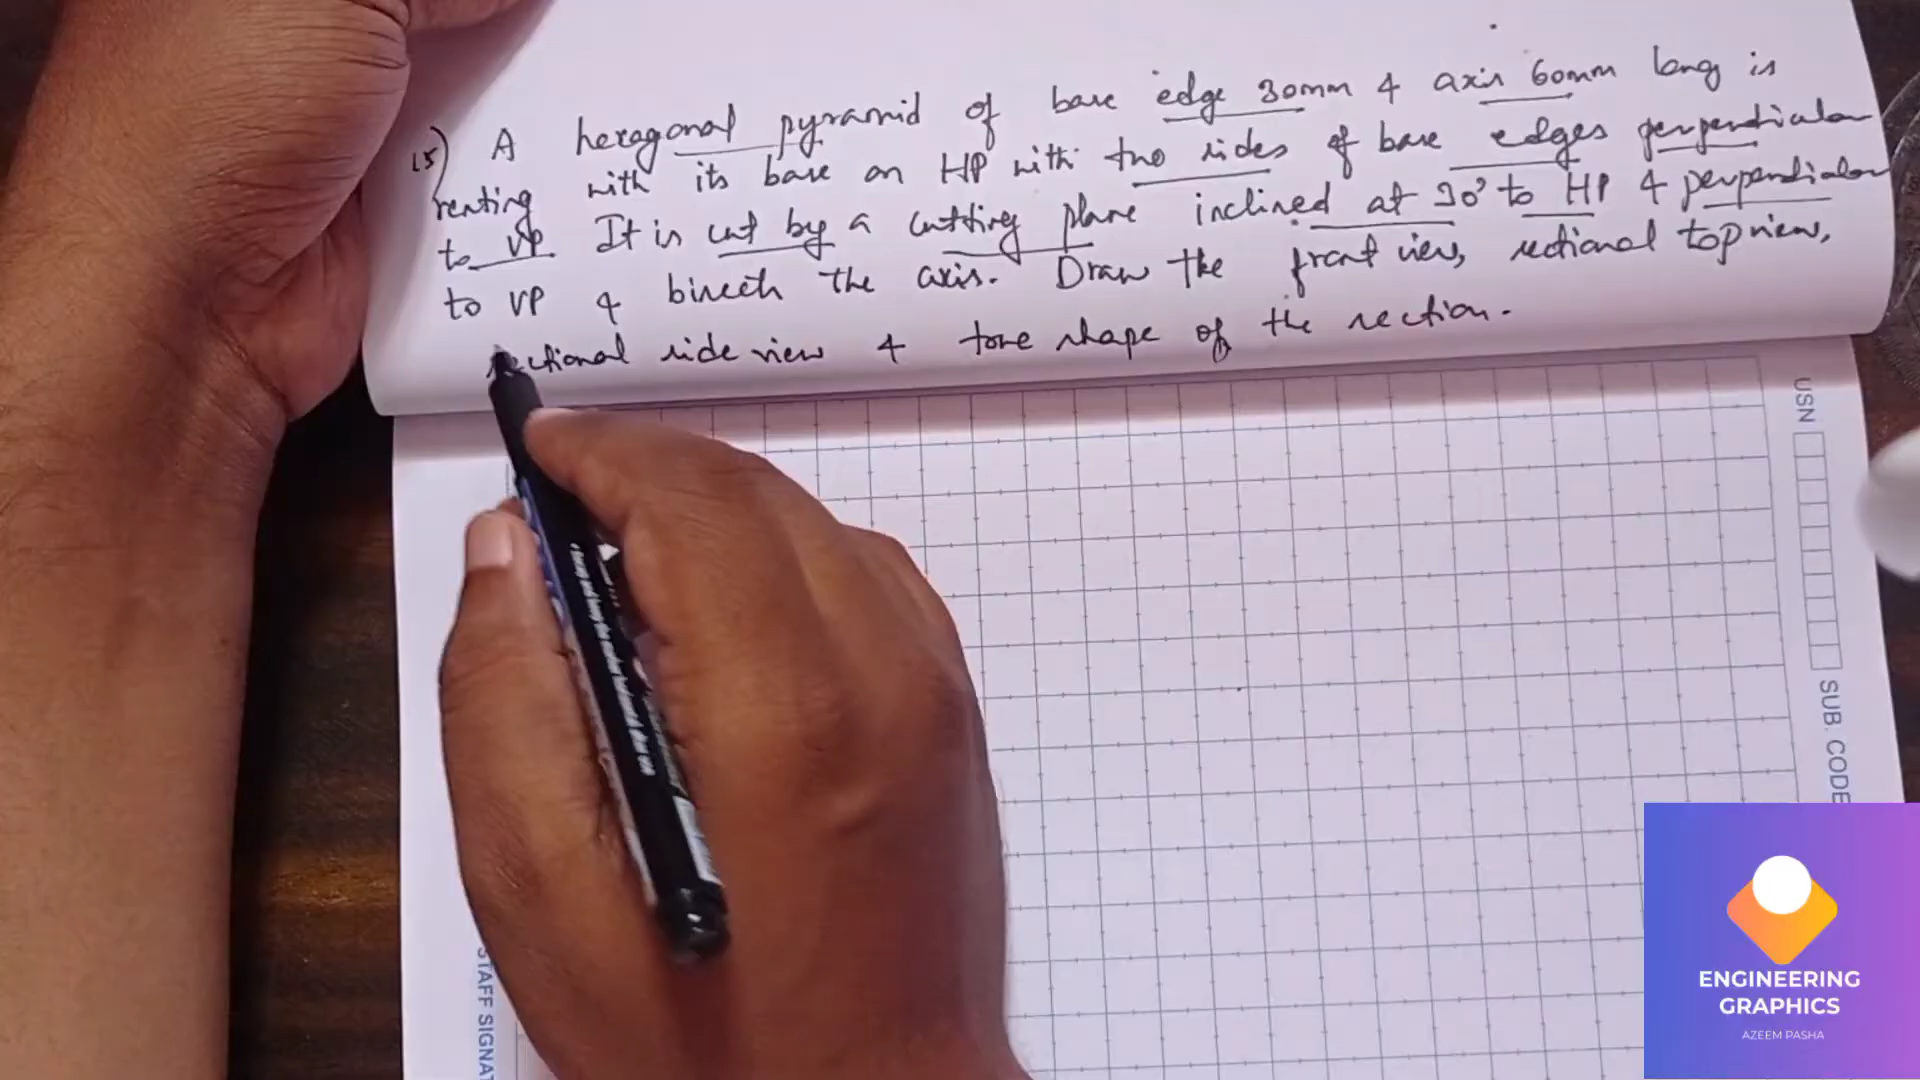 15) A hexagonal pyramid of base edge 30mm & axis 60mm long is
resting with its base on HP with two sides of base edges perpendicular
to VP. It is cut by a cutting plane inclined at 30° to HP & perpendicular
to VP & bisects the axis. Draw the front view, sectional top view,
sectional side view & true shape of the section.
USN
SUB. CODE
STAFF SIGNAT
ENGINEERING
GRAPHICS
AZEEM PASHA